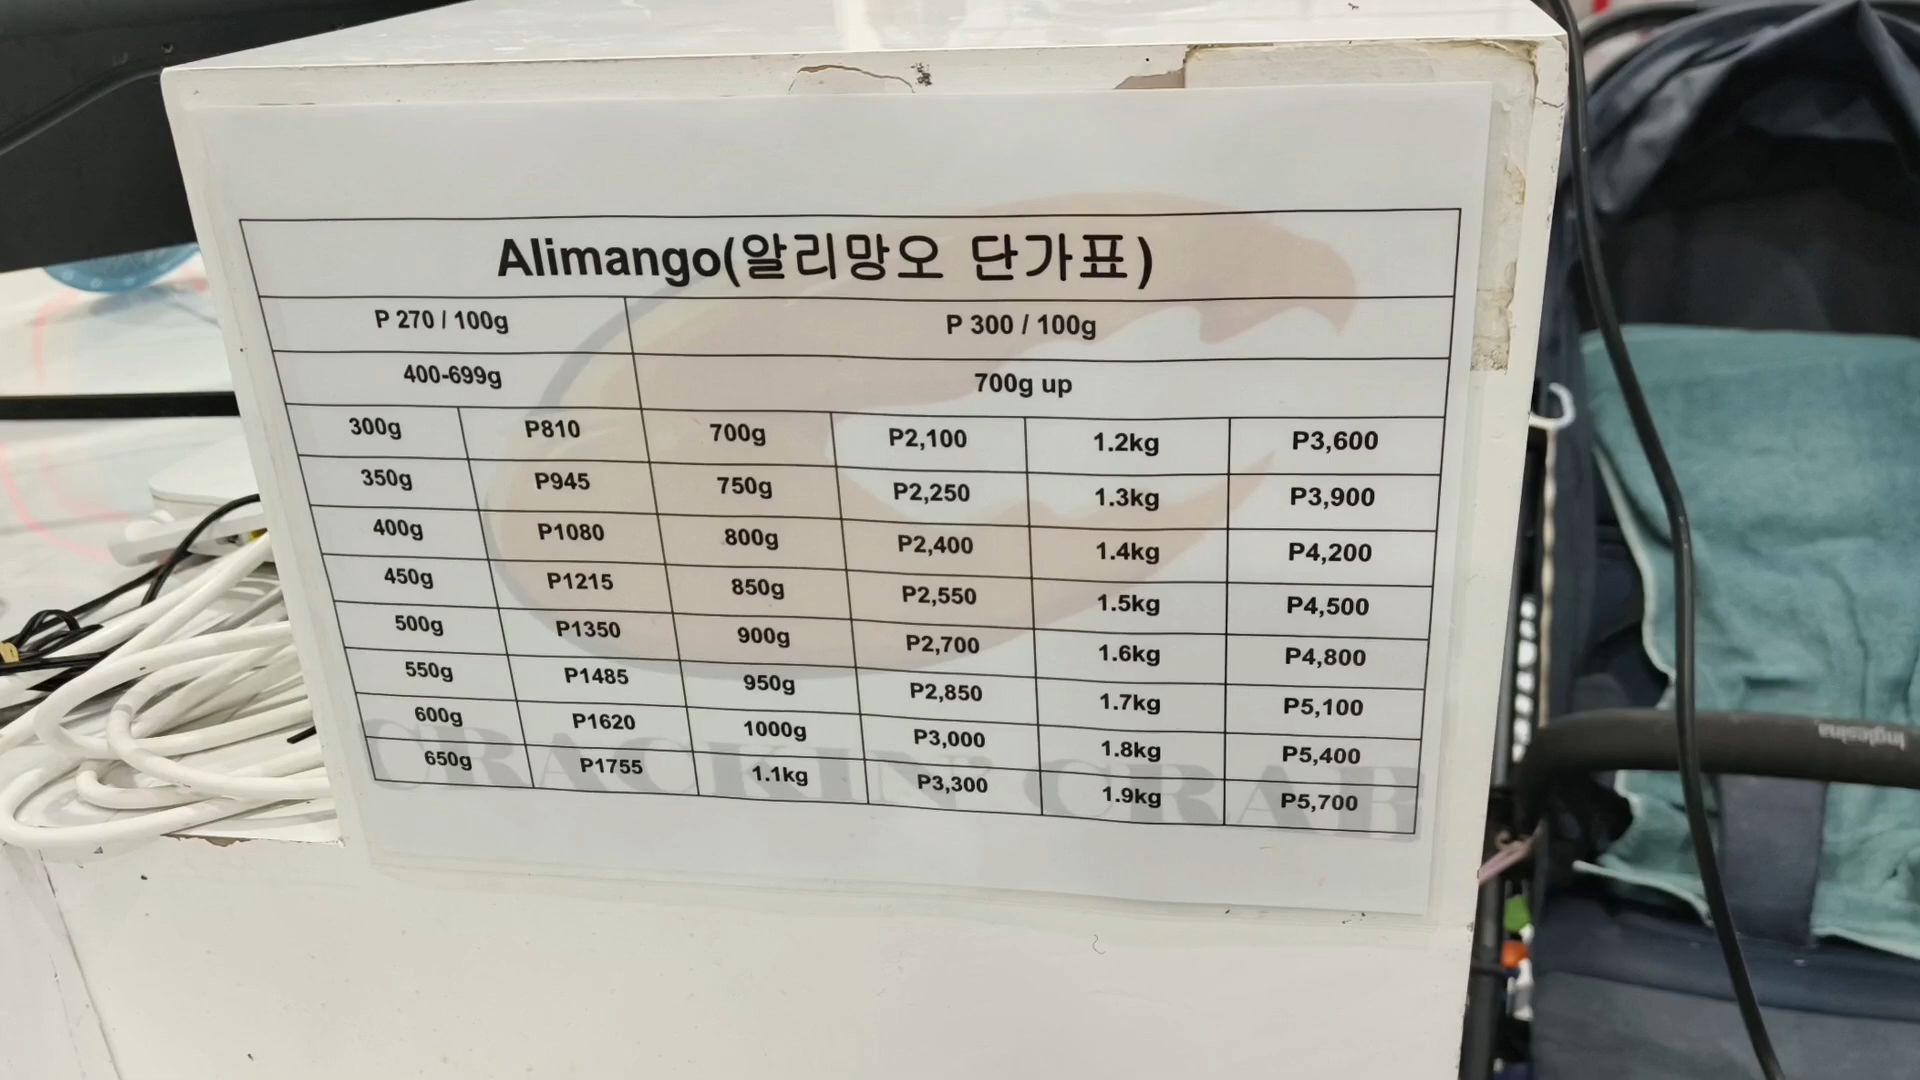 Alimango(알리망오 단가표)
P 270 / 100g P 300 / 100g
400-699g 700g up
300g P810 700g P2,100 1.2kg P3,600
350g P945 750g P2,250 1.3kg P3,900
400g P1080 800g P2,400 1.4kg P4,200
450g P1215 850g P2,550 1.5kg P4,500
500g P1350 900g P2,700 1.6kg P4,800
550g P1485 950g P2,850 1.7kg P5,100
600g P1620 1000g P3,000 1.8kg P5,400
650g P1755 1.1kg P3,300 1.9kg P5,700
CRACKIN' CRAB
Inglesina